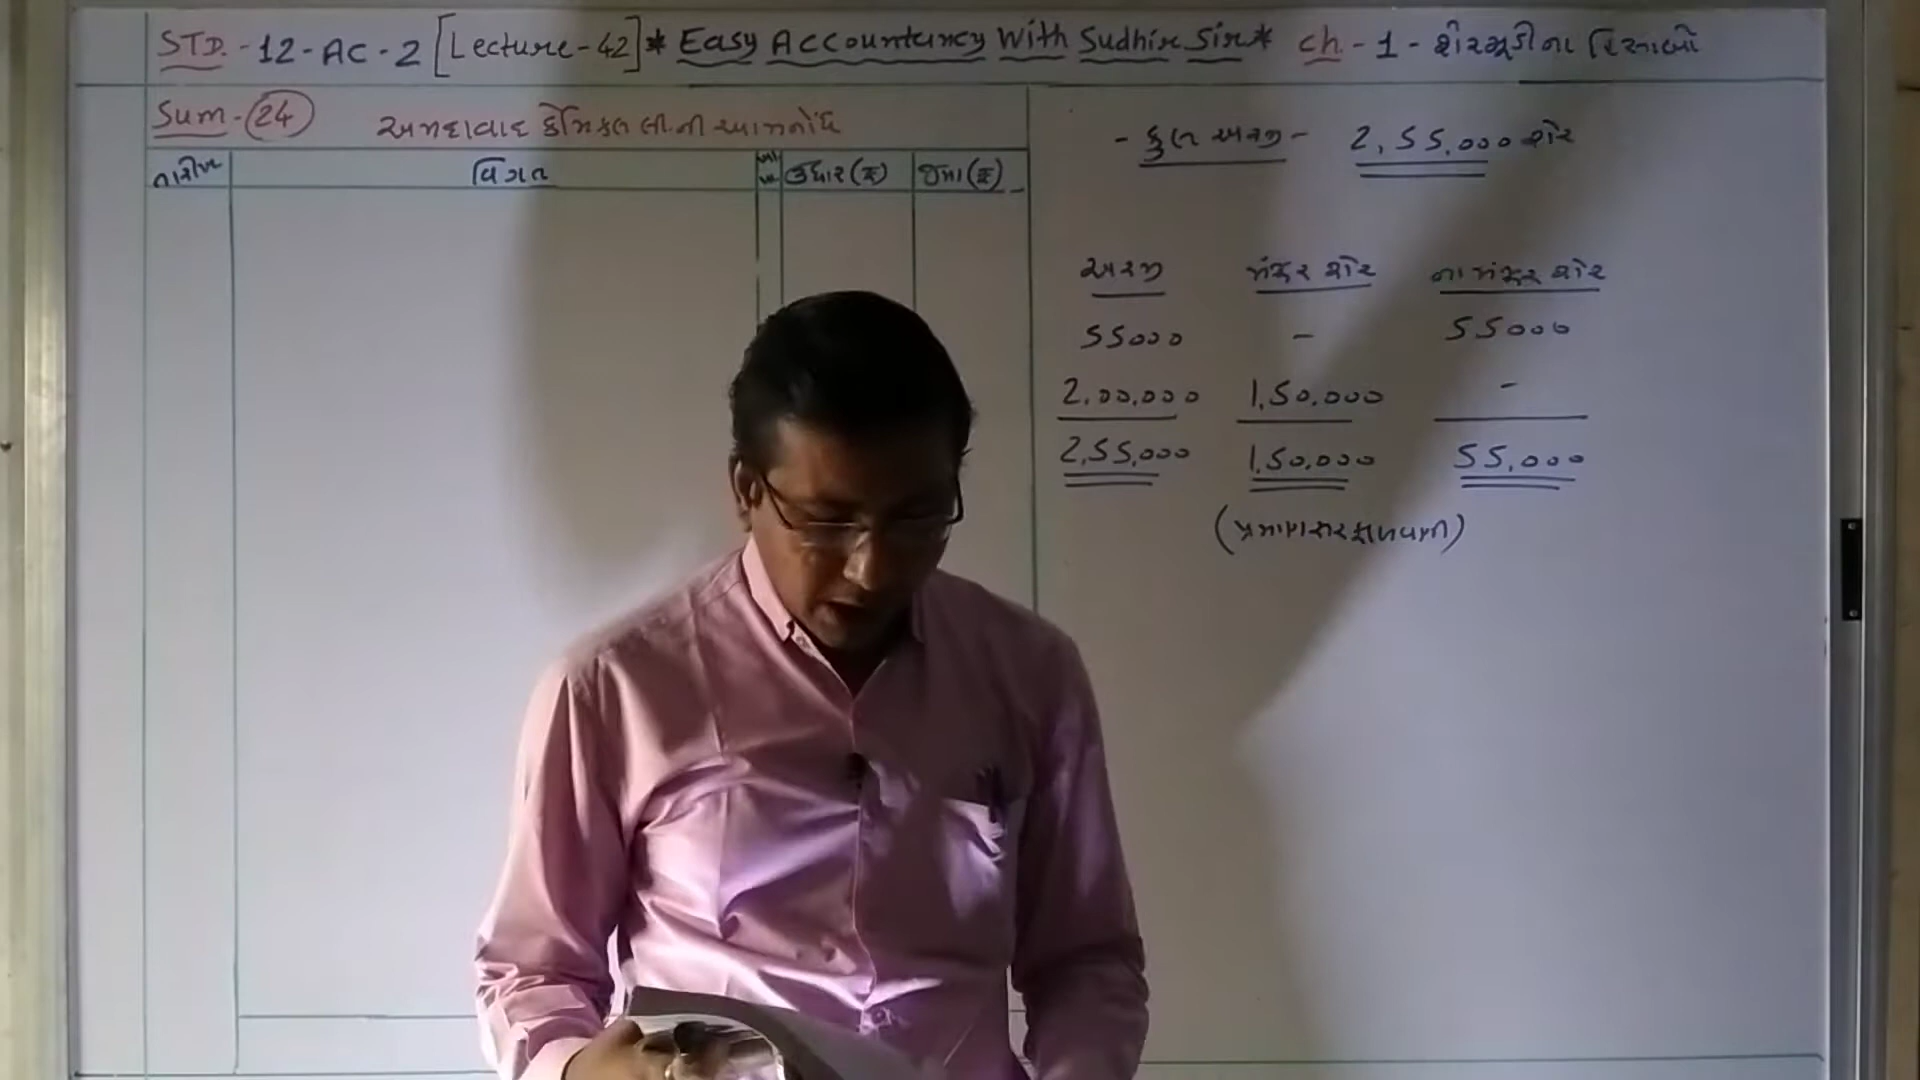 STD.-12-AC-2 [Lecture-42] * Easy Accountancy With Sudhir Sir * ch.-1-શેરમૂડીના હિસાબો
Sum-24 અમદાવાદ કેમિકલ લી.ની આમનોંધ
તારીખ વિગત ઉધાર(₹) જમા(₹)
- કુલ અરજી - 2,55,000 શેર
અરજી મંજૂર શેર નામંજૂર શેર
55000 - 55000
2,00,000 1,50,000 -
2,55,000 1,50,000 55,000
(પ્રમાણસર ફાળવણી)